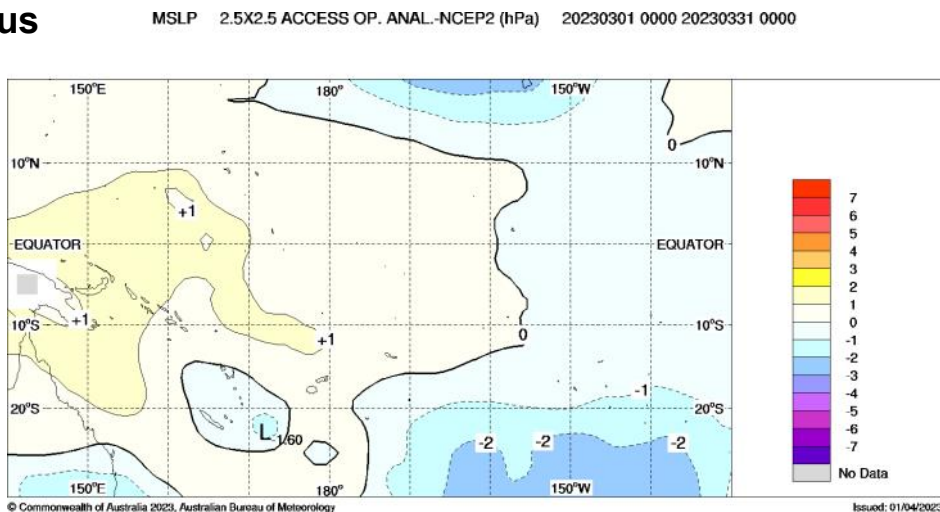 us
MSLP 2.5X2.5 ACCESS OP. ANAL.-NCEP2 (hPa) 20230301 0000 20230331 0000
150°E 180° 150°W
0
10°N 10°N
+1
EQUATOR EQUATOR
10°S +1 +1 0 10°S
-1
20°S 20°S
L -1.60 -2 -2 -2
150°E 180° 150°W
7
6
5
4
3
2
1
0
-1
-2
-3
-4
-5
-6
-7
No Data
© Commonwealth of Australia 2023, Australian Bureau of Meteorology Issued: 01/04/2023